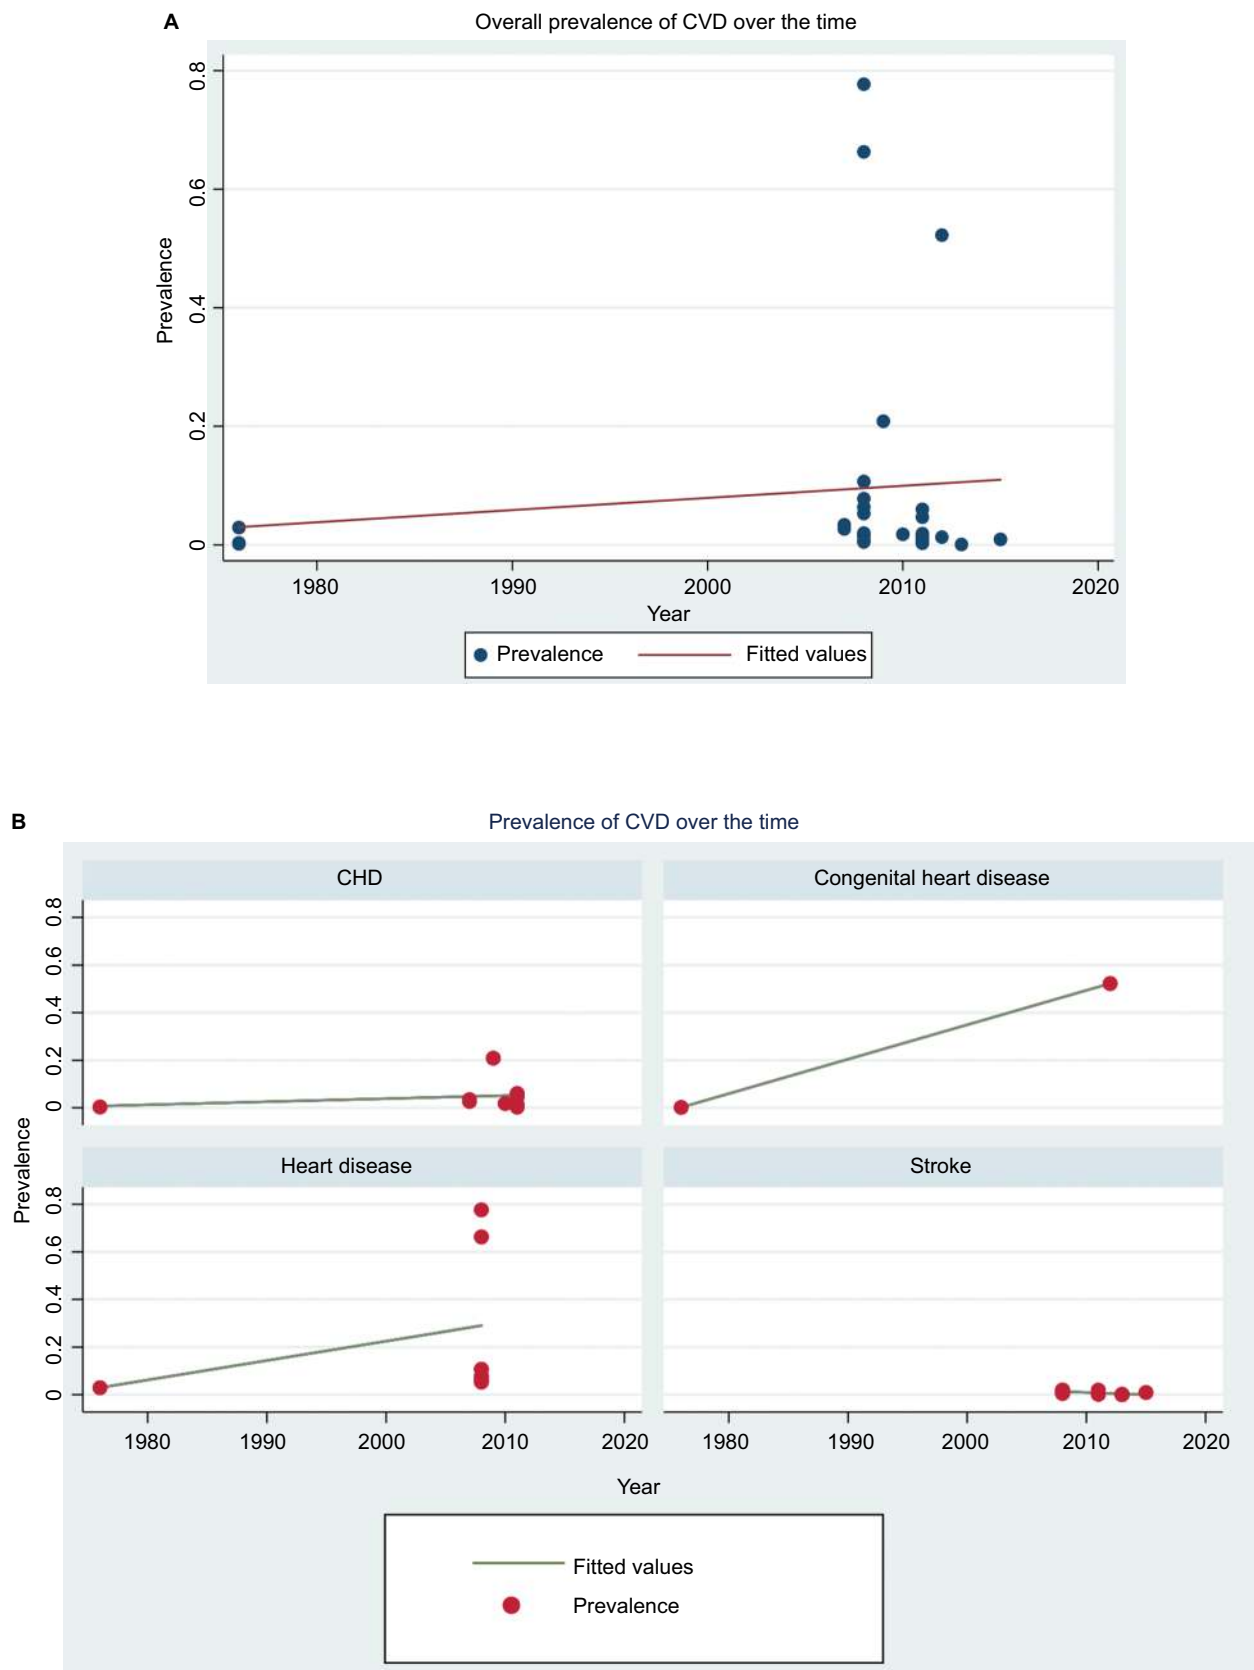 A
Overall prevalence of CVD over the time
0.8
0.6
0.4
0.2
0
Prevalence
1980 1990 2000 2010 2020
Year
Prevalence Fitted values
B
Prevalence of CVD over the time
CHD Congenital heart disease
0.8
0.6
0.4
0.2
0
Heart disease Stroke
0.8
0.6
0.4
0.2
0
Prevalence
1980 1990 2000 2010 2020 1980 1990 2000 2010 2020
Year
Fitted values
Prevalence